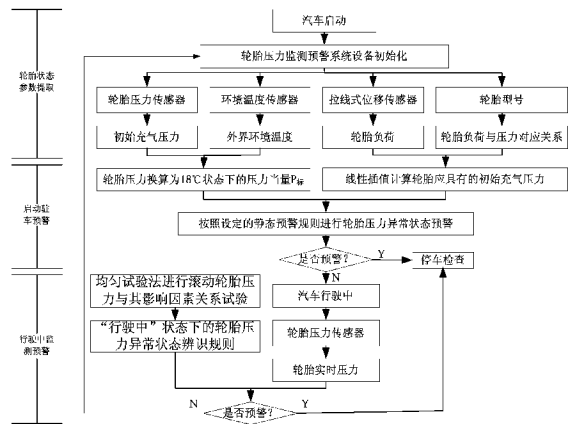 汽车启动
轮胎压力监测预警系统设备初始化
轮胎状态
参数提取
轮胎压力传感器
环境温度传感器
拉线式位移传感器
轮胎型号
初始充气压力
外界环境温度
轮胎负荷
轮胎负荷与压力对应关系
轮胎压力换算为18℃状态下的压力当量P标
线性插值计算轮胎应具有的初始充气压力
启动驻
车预警
按照设定的静态预警规则进行轮胎压力异常状态预警
是否预警?
Y
停车检查
N
均匀试验法进行滚动轮胎压
力与其影响因素关系试验
汽车行驶中
“行驶中”状态下的轮胎压
力异常状态辨识规则
轮胎压力传感器
行驶中监
测预警
轮胎实时压力
N
是否预警?
Y